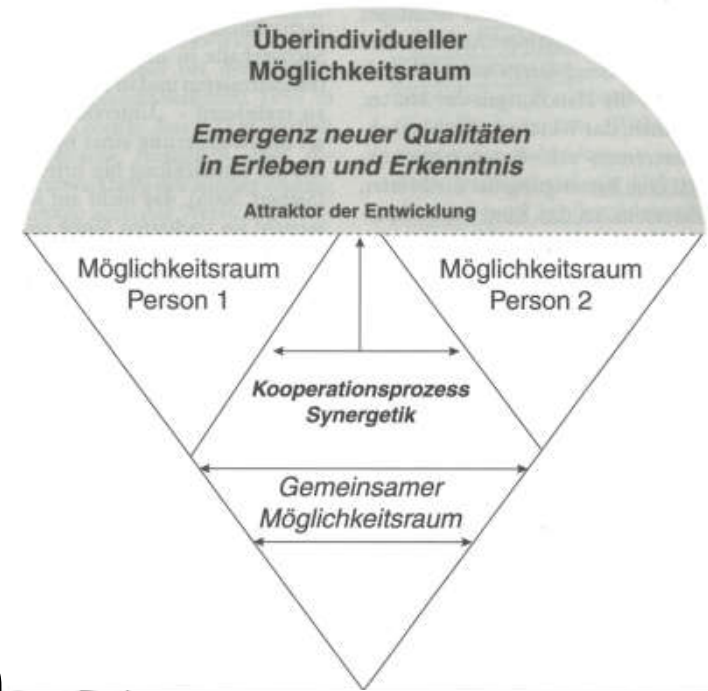 Überindividueller
Möglichkeitsraum
Emergenz neuer Qualitäten
in Erleben und Erkenntnis
Attraktor der Entwicklung
Möglichkeitsraum
Person 1
Möglichkeitsraum
Person 2
Kooperationsprozess
Synergetik
Gemeinsamer
Möglichkeitsraum